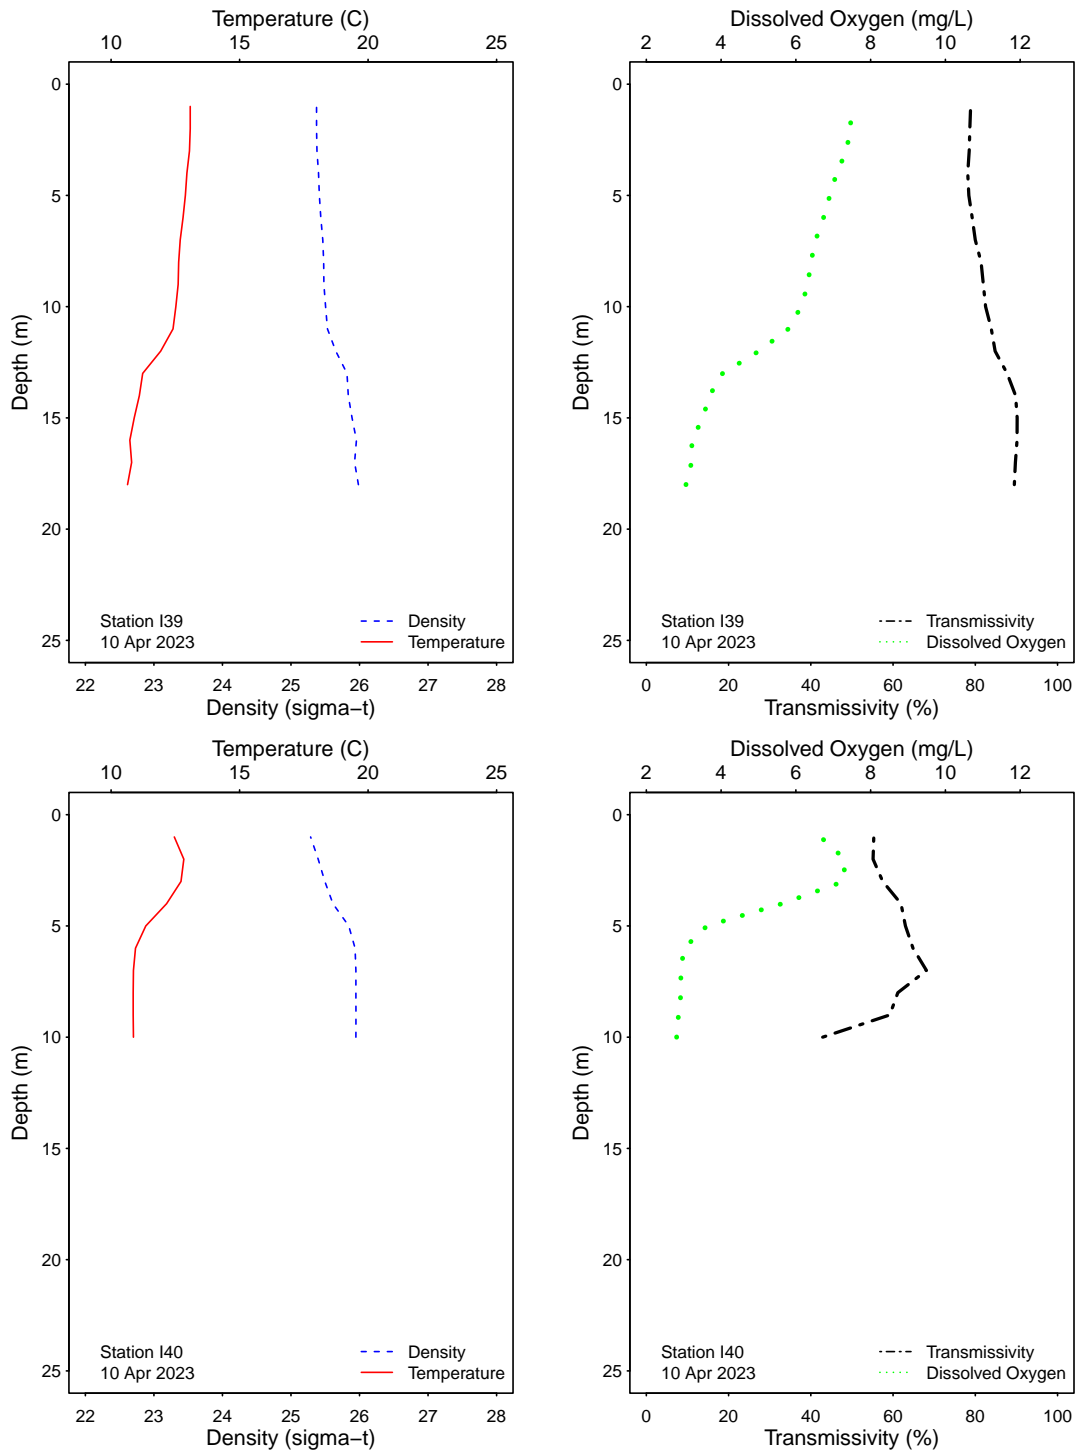 Temperature (C)
10 15 20 25
0
5
10
15
20
25
Depth (m)
Station I39
10 Apr 2023
Density
Temperature
22 23 24 25 26 27 28
Density (sigma−t)
Dissolved Oxygen (mg/L)
2 4 6 8 10 12
0
5
10
15
20
25
Depth (m)
Station I39
10 Apr 2023
Transmissivity
Dissolved Oxygen
0 20 40 60 80 100
Transmissivity (%)
Temperature (C)
10 15 20 25
0
5
10
15
20
25
Depth (m)
Station I40
10 Apr 2023
Density
Temperature
22 23 24 25 26 27 28
Density (sigma−t)
Dissolved Oxygen (mg/L)
2 4 6 8 10 12
0
5
10
15
20
25
Depth (m)
Station I40
10 Apr 2023
Transmissivity
Dissolved Oxygen
0 20 40 60 80 100
Transmissivity (%)